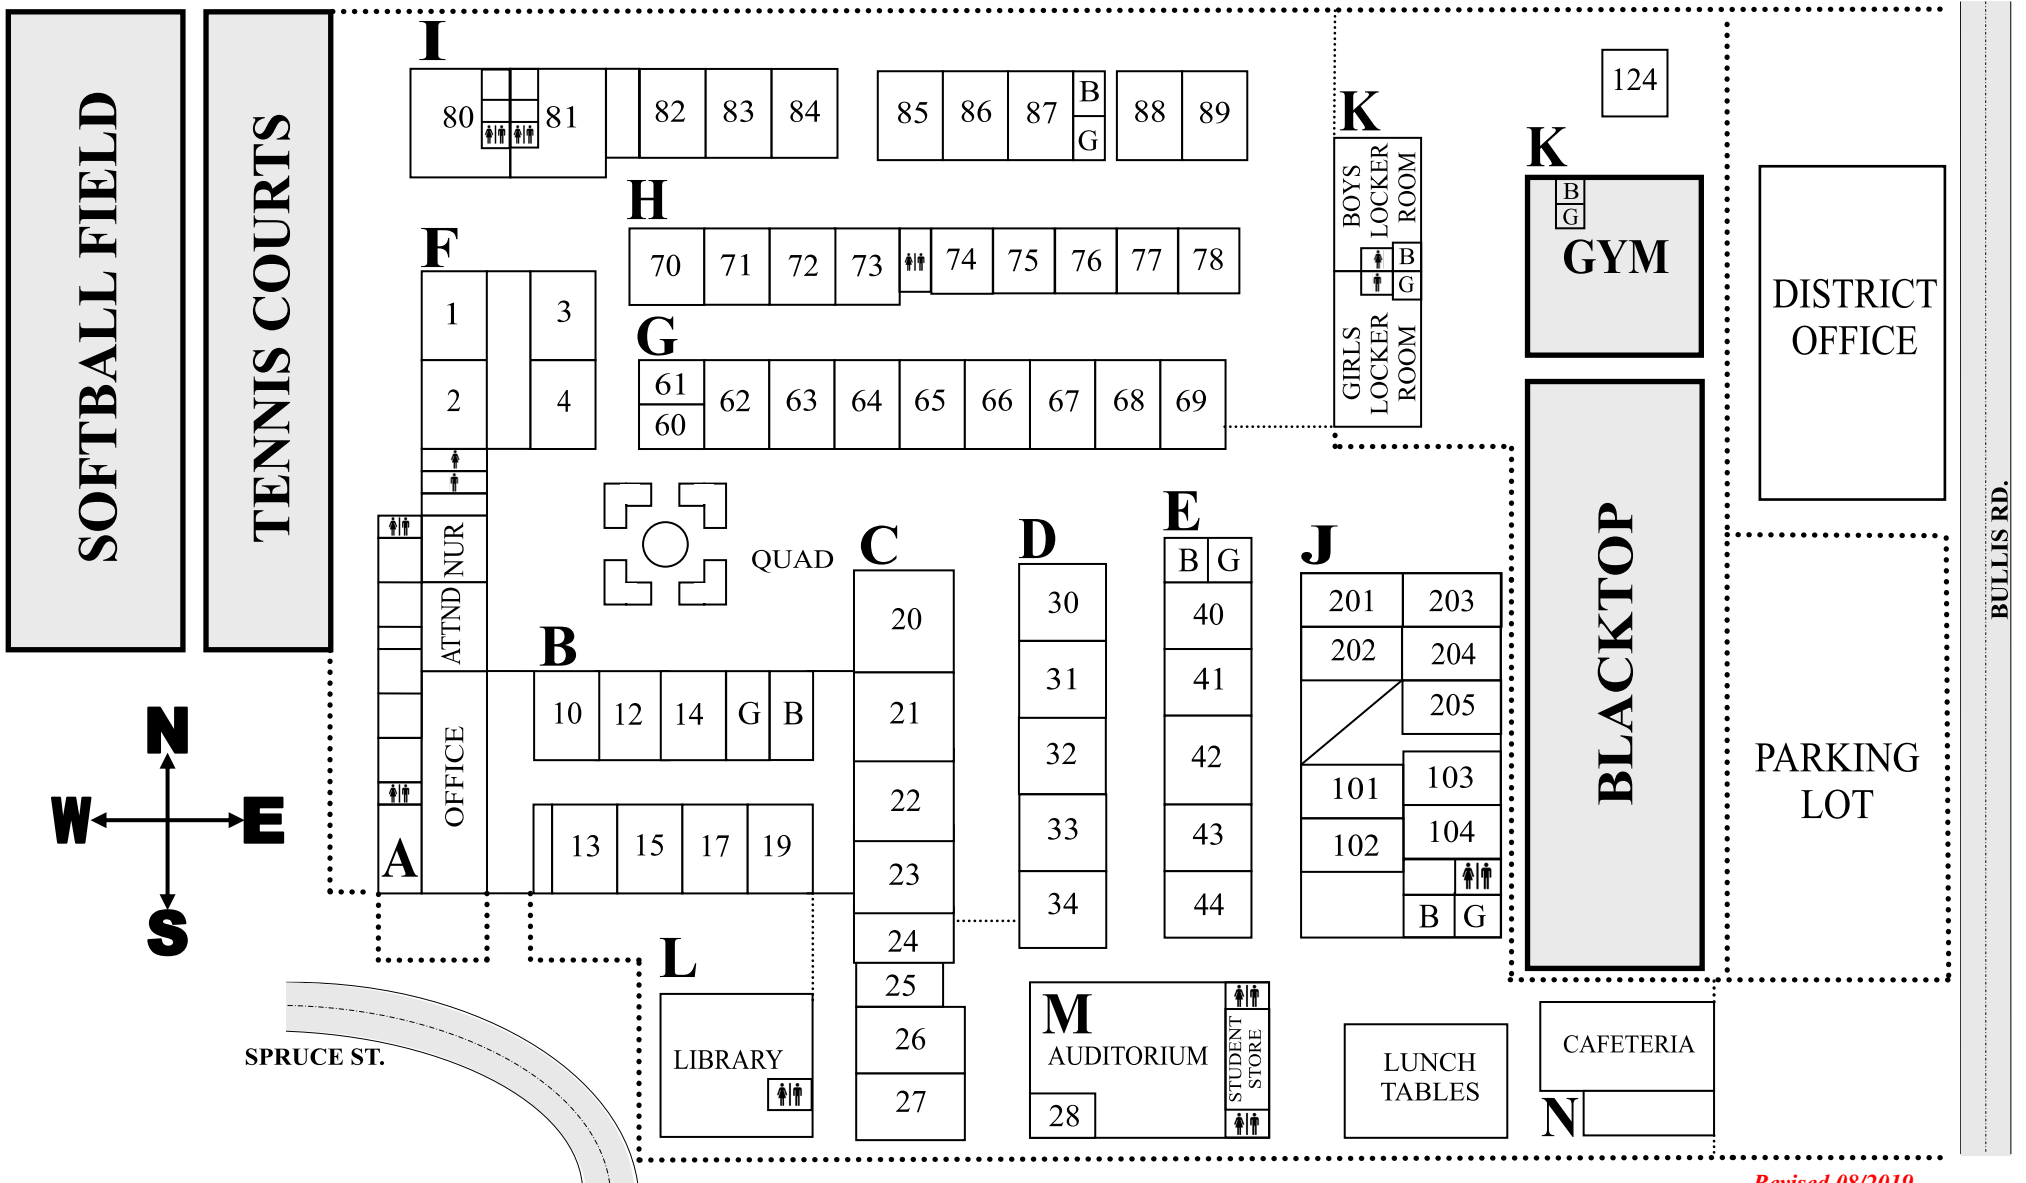 SOFTBALL FIELD
TENNIS COURTS
I
80
81
82
83
84
85
86
87
B
G
88
89
K
BOYS
LOCKER
ROOM
B
G
GIRLS
LOCKER
ROOM
124
K
B
G
GYM
DISTRICT
OFFICE
BULLIS RD.
H
70
71
72
73
74
75
76
77
78
F
1
3
2
4
G
61
60
62
63
64
65
66
67
68
69
NUR
ATTND
OFFICE
A
QUAD
B
10
12
14
G
B
13
15
17
19
C
20
21
22
23
24
25
26
27
D
30
31
32
33
34
E
B
G
40
41
42
43
44
J
201
203
202
204
205
101
103
102
104
B
G
BLACKTOP
PARKING
LOT
N
W
E
S
SPRUCE ST.
L
LIBRARY
M
AUDITORIUM
28
STUDENT
STORE
LUNCH
TABLES
CAFETERIA
N
Revised 08/2019